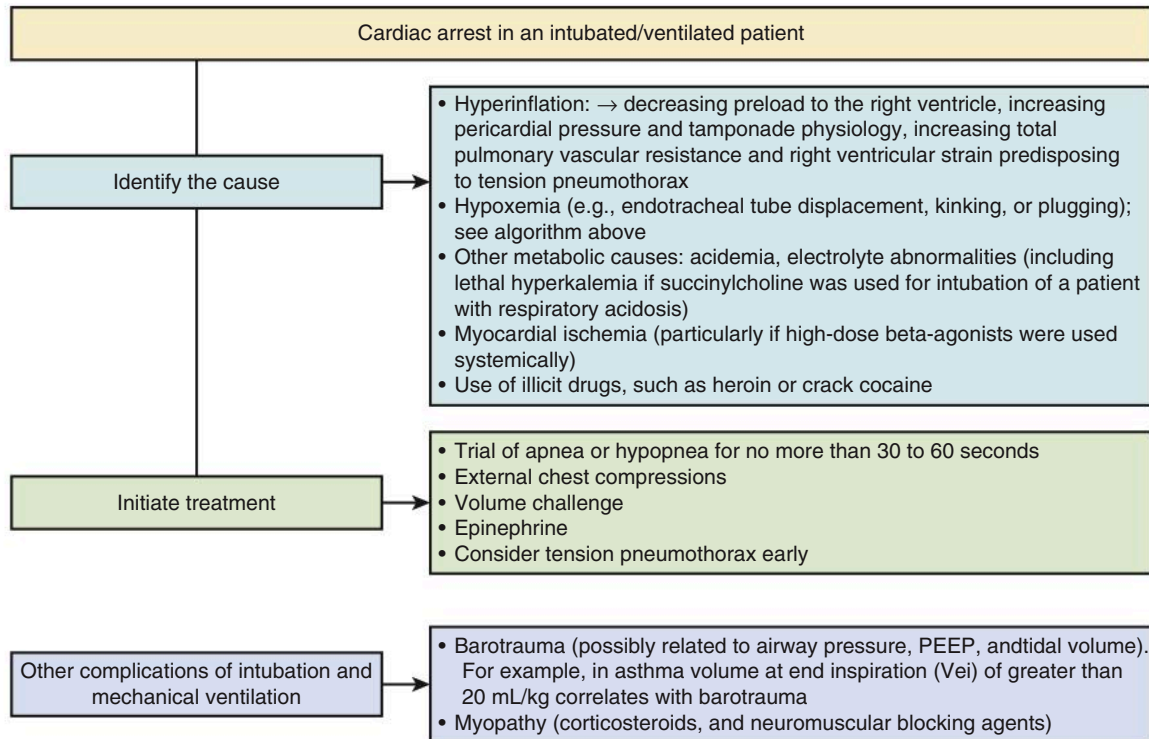 Cardiac arrest in an intubated/ventilated patient
Identify the cause
• Hyperinflation: → decreasing preload to the right ventricle, increasing
pericardial pressure and tamponade physiology, increasing total
pulmonary vascular resistance and right ventricular strain predisposing
to tension pneumothorax
• Hypoxemia (e.g., endotracheal tube displacement, kinking, or plugging);
see algorithm above
• Other metabolic causes: acidemia, electrolyte abnormalities (including
lethal hyperkalemia if succinylcholine was used for intubation of a patient
with respiratory acidosis)
• Myocardial ischemia (particularly if high-dose beta-agonists were used
systemically)
• Use of illicit drugs, such as heroin or crack cocaine
Initiate treatment
• Trial of apnea or hypopnea for no more than 30 to 60 seconds
• External chest compressions
• Volume challenge
• Epinephrine
• Consider tension pneumothorax early
Other complications of intubation and
mechanical ventilation
• Barotrauma (possibly related to airway pressure, PEEP, andtidal volume).
For example, in asthma volume at end inspiration (Vei) of greater than
20 mL/kg correlates with barotrauma
• Myopathy (corticosteroids, and neuromuscular blocking agents)